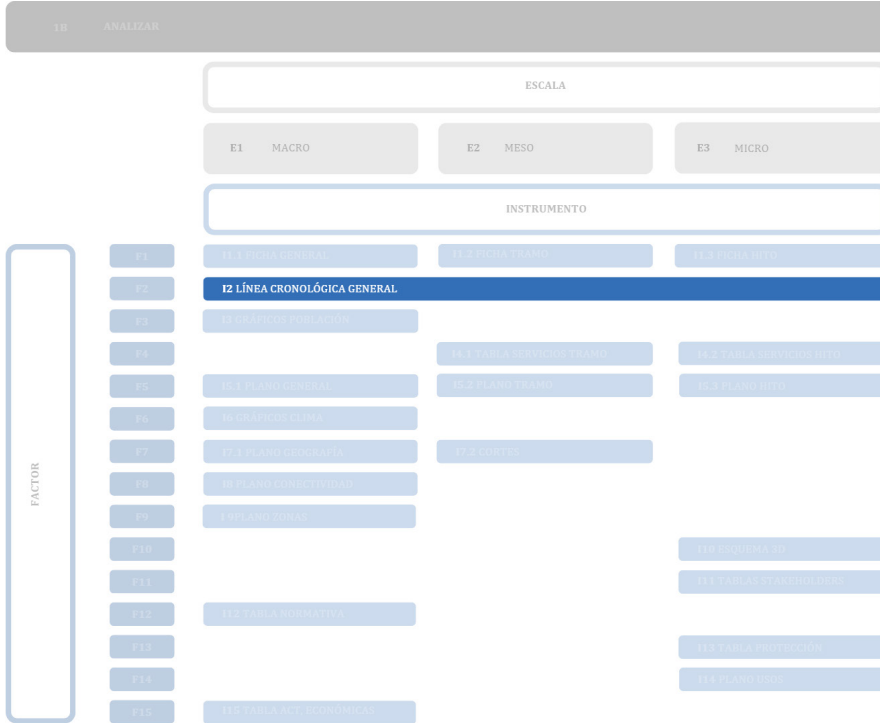 1B ANALIZAR
ESCALA
E1 MACRO E2 MESO E3 MICRO
INSTRUMENTO
F1 I1.1 FICHA GENERAL I1.2 FICHA TRAMO I1.3 FICHA HITO
F2 I2 LÍNEA CRONOLÓGICA GENERAL
F3 I3 GRÁFICOS POBLACIÓN
F4 I4.1 TABLA SERVICIOS TRAMO I4.2 TABLA SERVICIOS HITO
F5 I5.1 PLANO GENERAL I5.2 PLANO TRAMO I5.3 PLANO HITO
F6 I6 GRÁFICOS CLIMA
F7 I7.1 PLANO GEOGRAFÍA I7.2 CORTES
FACTOR
F8 I8 PLANO CONECTIVIDAD
F9 I 9PLANO ZONAS
F10 I10 ESQUEMA 3D
F11 I11 TABLAS STAKEHOLDERS
F12 I12 TABLA NORMATIVA
F13 I13 TABLA PROTECCIÓN
F14 I14 PLANO USOS
F15 I15 TABLA ACT. ECONÓMICAS